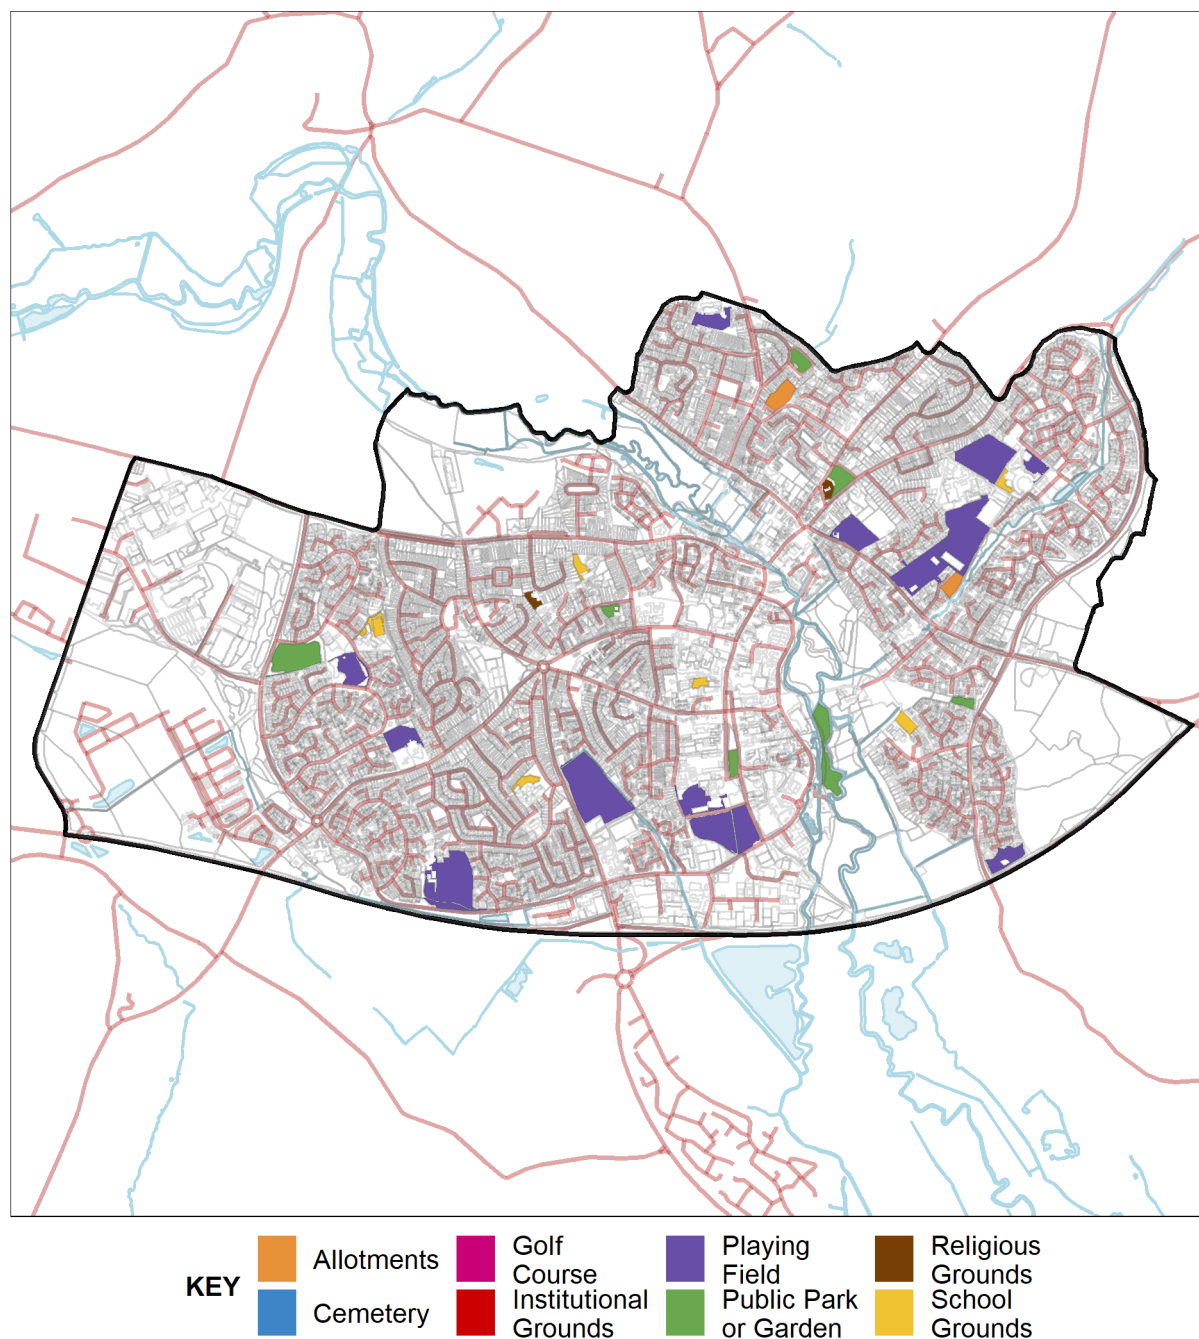 KEY
Allotments
Cemetery
Golf
Course
Institutional
Grounds
Playing
Field
Public Park
or Garden
Religious
Grounds
School
Grounds